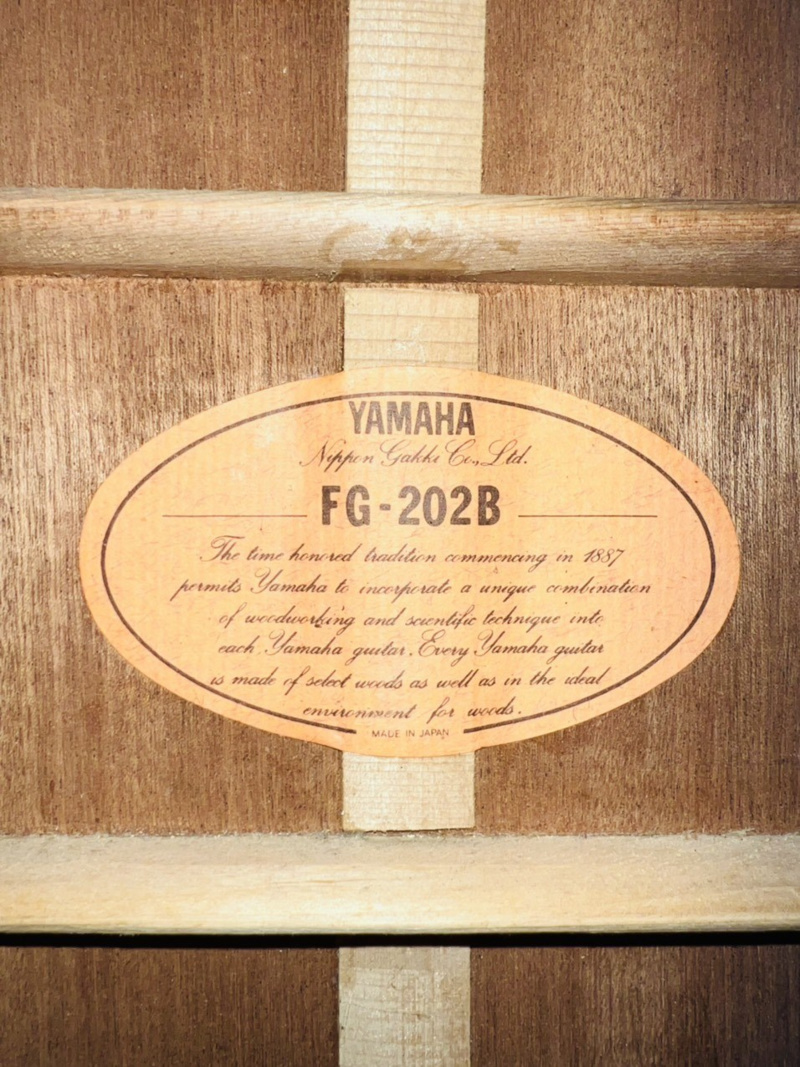 YAMAHA
Nippon Gakki Co., Ltd.
FG-202B
The time honored tradition commencing in 1887
permits Yamaha to incorporate a unique combination
of woodworking and scientific technique into
each Yamaha guitar. Every Yamaha guitar
is made of select woods as well as in the ideal
environment for woods.
MADE IN JAPAN